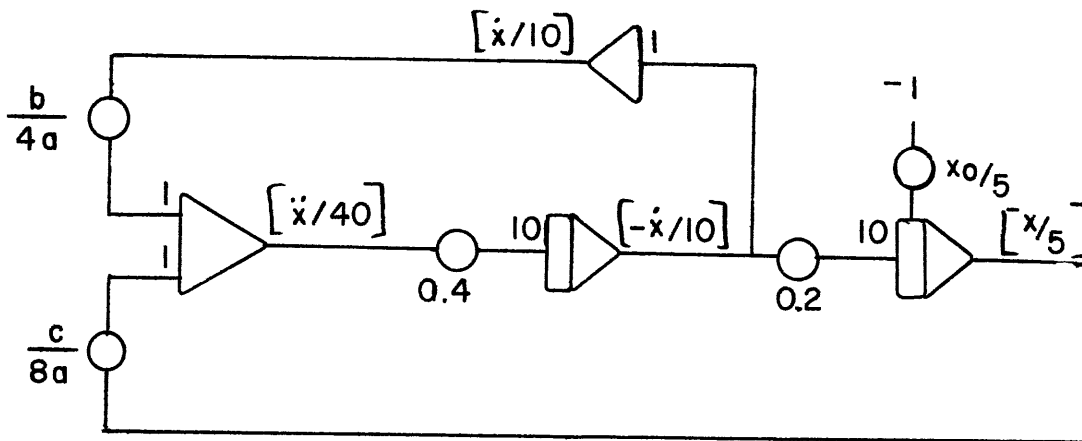 [ẋ/10]
1
-1
b
4a
x0/5
1
[ẍ/40]
10
[-ẋ/10]
10
[x/5]
1
0.4
0.2
c
8a